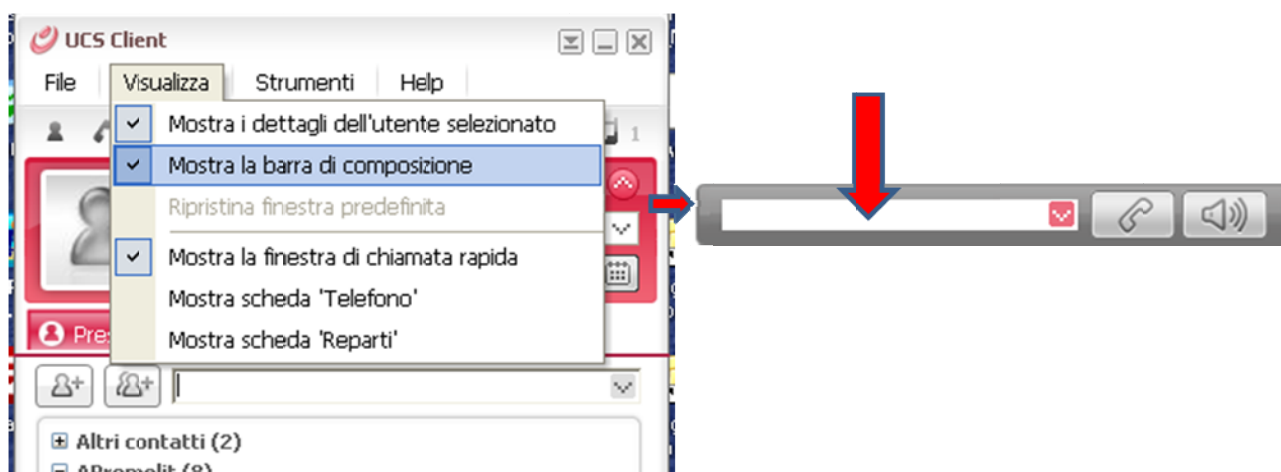 UCS Client
File Visualizza Strumenti Help
Mostra i dettagli dell'utente selezionato
1
Mostra la barra di composizione
Ripristina finestra predefinita
Mostra la finestra di chiamata rapida
Mostra scheda 'Telefono'
Mostra scheda 'Reparti'
Altri contatti (2)